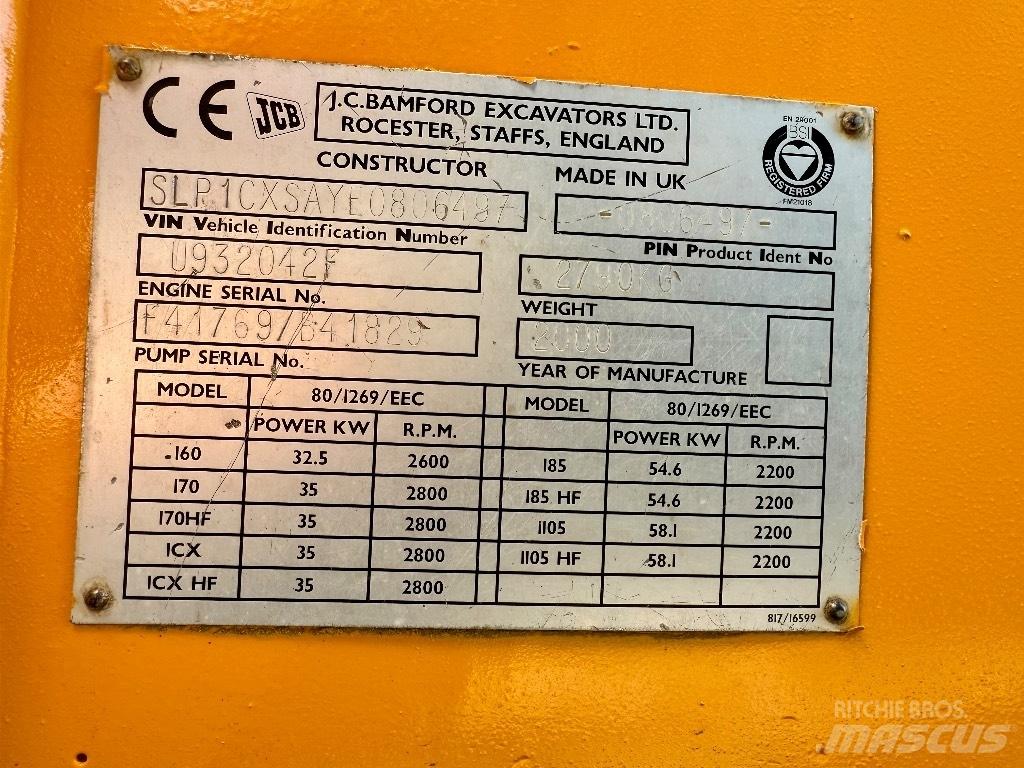 CE JCB J.C.BAMFORD EXCAVATORS LTD.
ROCESTER, STAFFS, ENGLAND
EN 29001
BSI
REGISTERED FIRM
FM21018
CONSTRUCTOR MADE IN UK
SLP1CXSAYE0806497 -0806497-
VIN Vehicle Identification Number PIN Product Ident No
U932042F 2790KG
ENGINE SERIAL No. WEIGHT
F41769/B41829 2000
PUMP SERIAL No. YEAR OF MANUFACTURE
MODEL 80/1269/EEC MODEL 80/1269/EEC
POWER KW R.P.M. POWER KW R.P.M.
160 32.5 2600 185 54.6 2200
170 35 2800 185 HF 54.6 2200
170HF 35 2800 1105 58.1 2200
1CX 35 2800 1105 HF 58.1 2200
1CX HF 35 2800
817/16599
RITCHIE BROS.
MASCUS